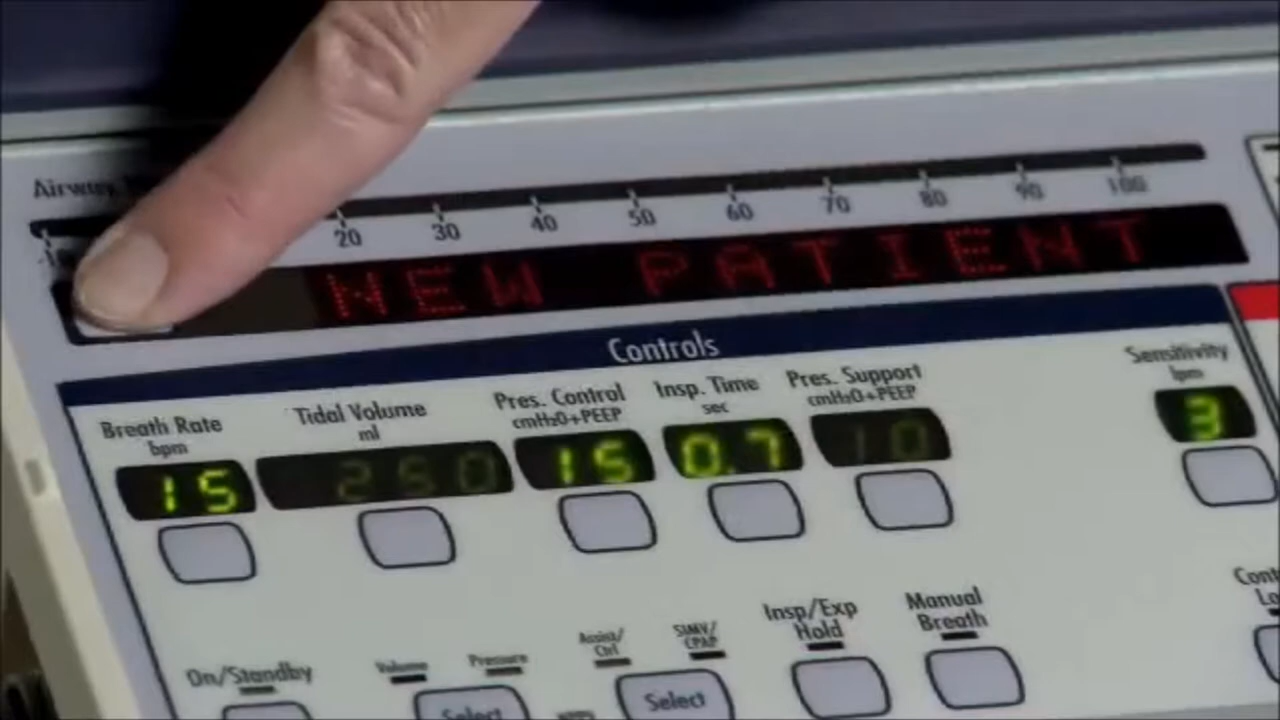 Airway
20 30 40 50 60 70 80 90 100
NEW PATIENT
Controls
Breath Rate
bpm
15
Tidal Volume
ml
250
Pres. Control
cmH2O+PEEP
15
Insp. Time
sec
0.7
Pres. Support
cmH2O+PEEP
10
Sensitivity
lpm
3
On/Standby
Volume
Pressure
Select
Assist/
Ctrl
SIMV/
CPAP
Select
Insp/Exp
Hold
Manual
Breath